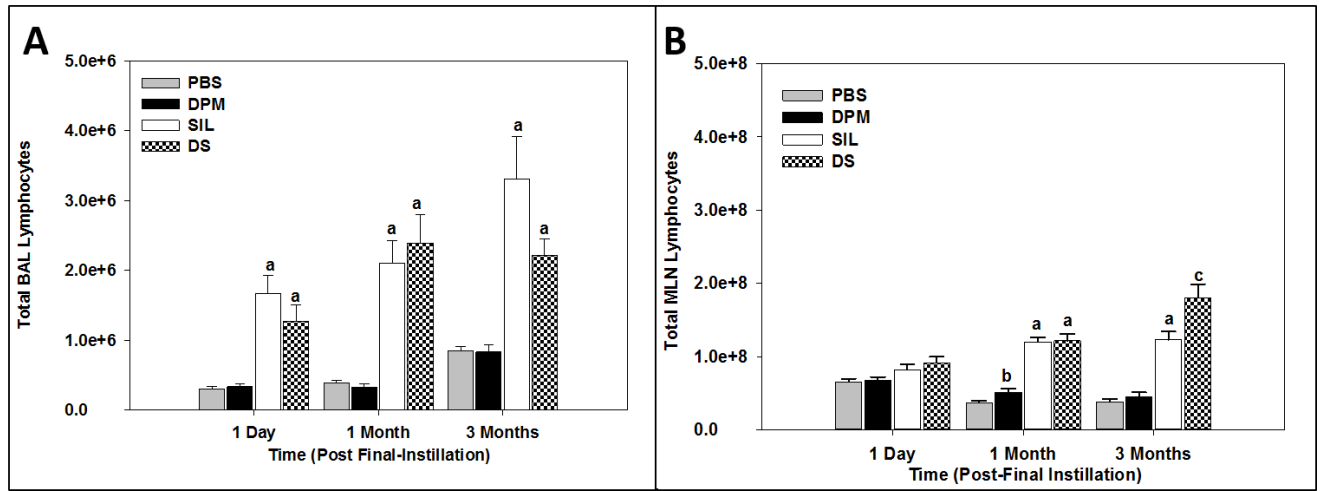 A
5.0e+6
4.0e+6
3.0e+6
2.0e+6
1.0e+6
0.0
Total BAL Lymphocytes
PBS
DPM
SIL
DS
a
a
a
a
a
a
1 Day
1 Month
3 Months
Time (Post Final-Instillation)
B
5.0e+8
4.0e+8
3.0e+8
2.0e+8
1.0e+8
0.0
Total MLN Lymphocytes
PBS
DPM
SIL
DS
b
a
a
a
c
1 Day
1 Month
3 Months
Time (Post-Final Instillation)